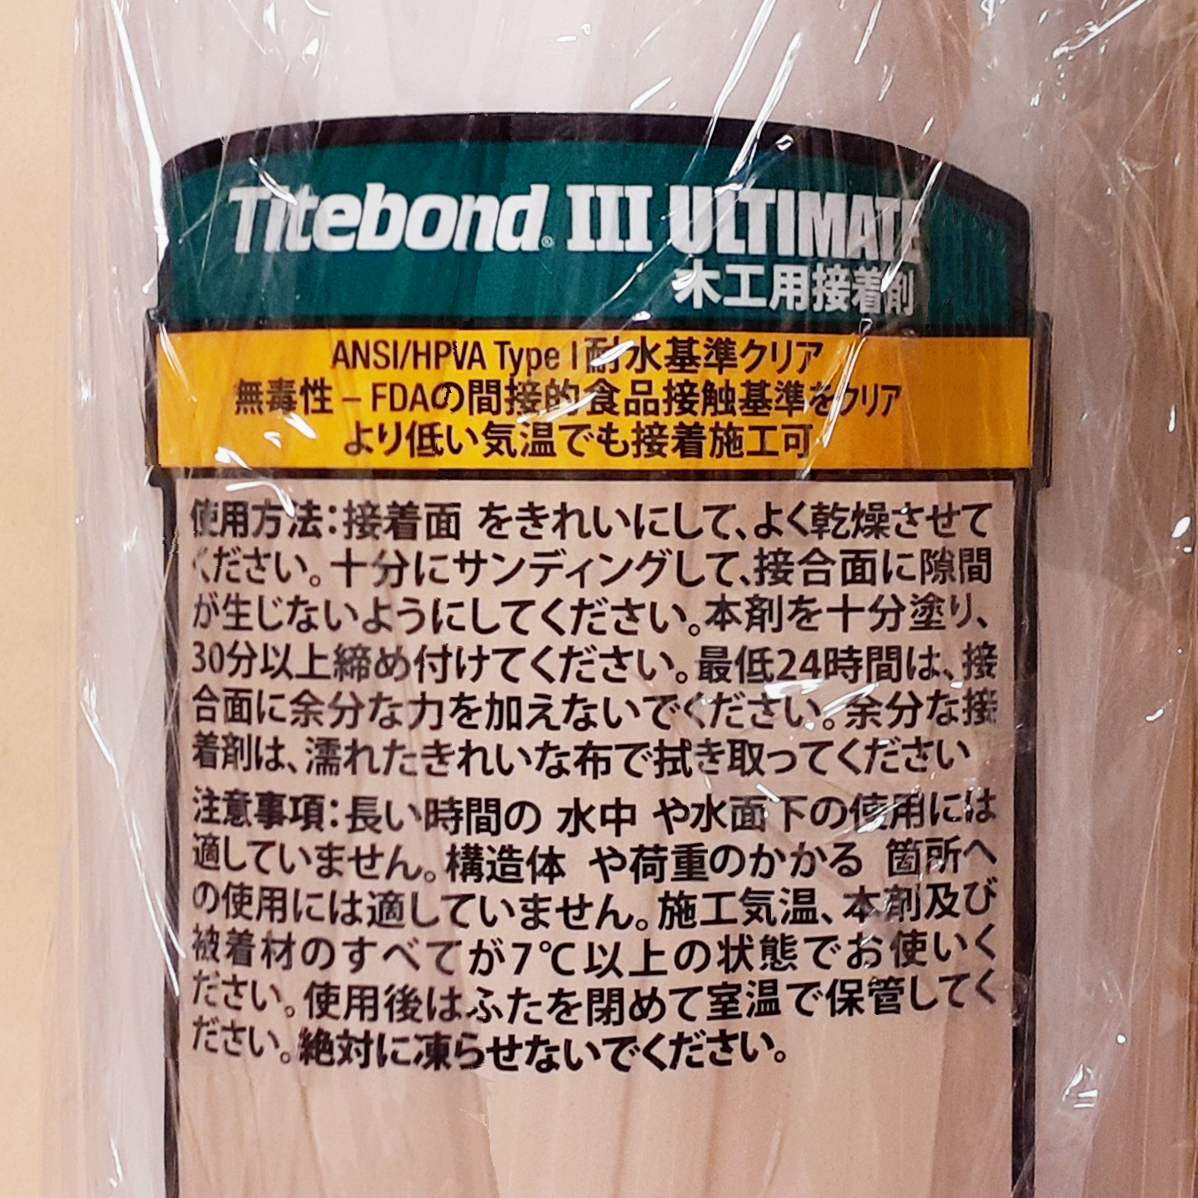 Titebond® III ULTIMATE
木工用接着剤
ANSI/HPVA Type I 耐水基準クリア
無毒性 – FDAの間接的食品接触基準をクリア
より低い気温でも接着施工可
使用方法：接着面 をきれいにして、よく乾燥させて
ください。十分にサンディングして、接合面に隙間
が生じないようにしてください。本剤を十分塗り、
30分以上締め付けてください。最低24時間は、接
合面に余分な力を加えないでください。余分な接
着剤は、濡れたきれいな布で拭き取ってください
注意事項：長い時間の 水中 や水面下の使用には
適していません。構造体 や荷重のかかる 箇所へ
の使用には適していません。施工気温、本剤及び
被着材のすべてが7℃以上の状態でお使いく
ださい。使用後はふたを閉めて室温で保管してく
ださい。絶対に凍らせないでください。